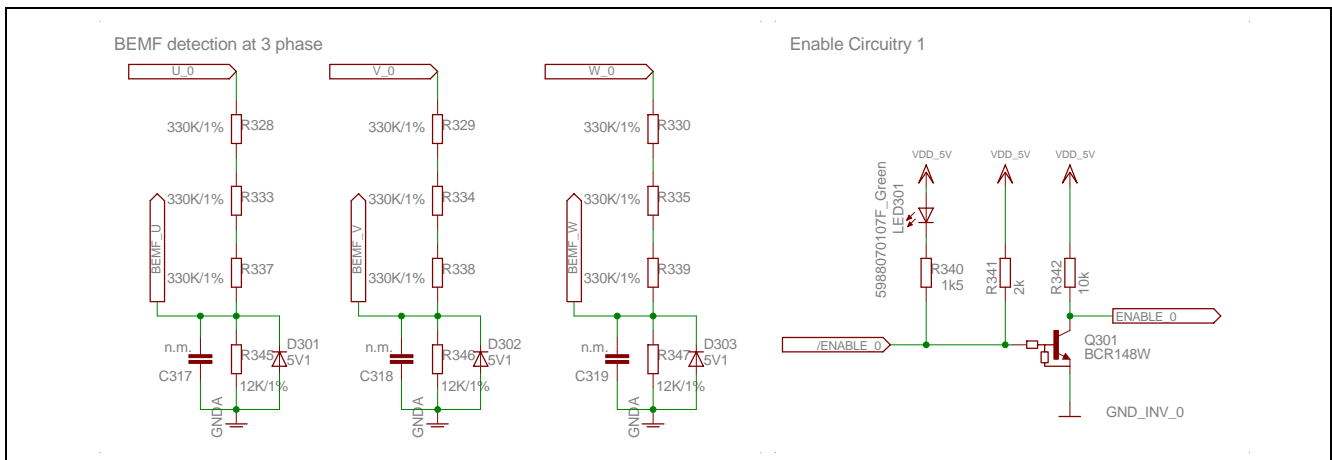 BEMF detection at 3 phase
U_0
330K/1%
R328
330K/1%
R333
BEMF_U
330K/1%
R337
n.m.
C317
R345
12K/1%
D301
5V1
GNDA
V_0
330K/1%
R329
330K/1%
R334
BEMF_V
330K/1%
R338
n.m.
C318
R346
12K/1%
D302
5V1
GNDA
W_0
330K/1%
R330
330K/1%
R335
BEMF_W
330K/1%
R339
n.m.
C319
R347
12K/1%
D303
5V1
GNDA
Enable Circuitry 1
VDD_5V
VDD_5V
VDD_5V
5988070107F_Green
LED301
R340
1k5
R341
2k
R342
10k
/ENABLE_0
ENABLE_0
Q301
BCR148W
GND_INV_0